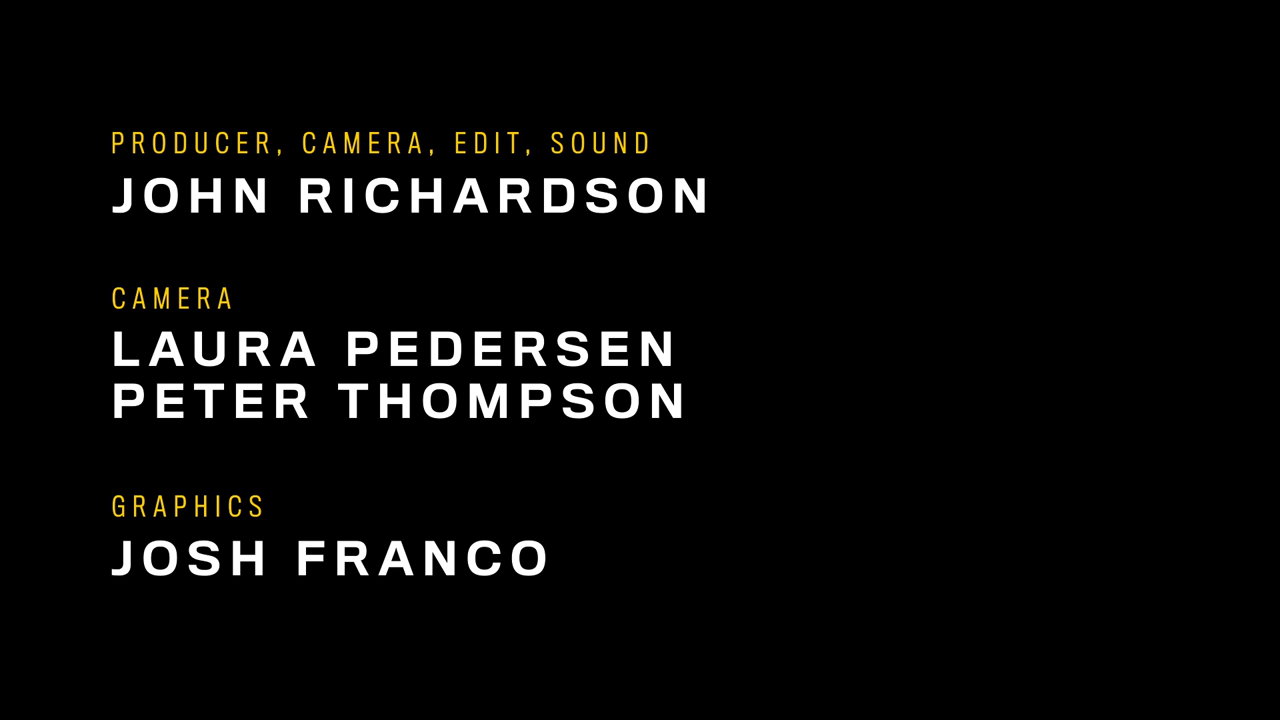 PRODUCER, CAMERA, EDIT, SOUND
JOHN RICHARDSON
CAMERA
LAURA PEDERSEN
PETER THOMPSON
GRAPHICS
JOSH FRANCO